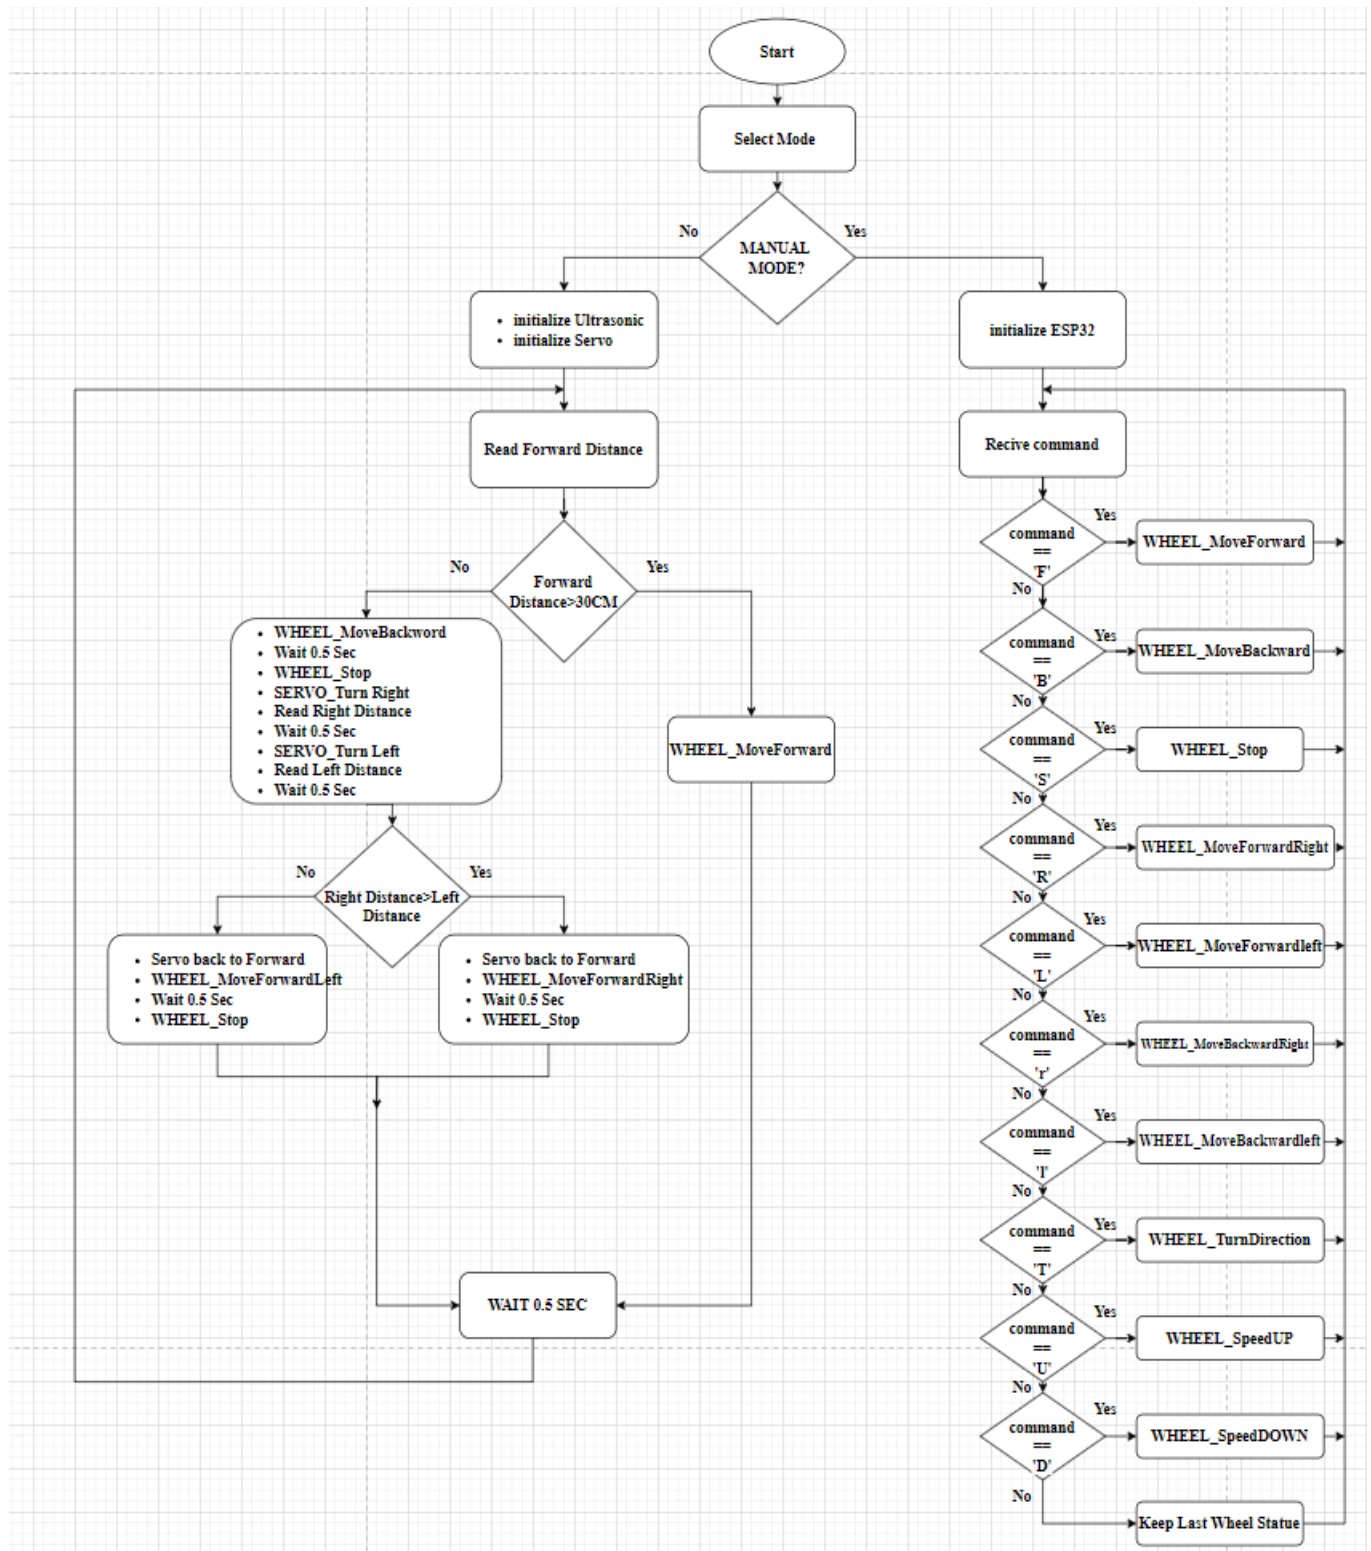 Start
Select Mode
No
Yes
MANUAL
MODE?
• initialize Ultrasonic
• initialize Servo
initialize ESP32
Read Forward Distance
Recive command
No
Yes
Forward
Distance>30CM
• WHEEL_MoveBackword
• Wait 0.5 Sec
• WHEEL_Stop
• SERVO_Turn Right
• Read Right Distance
• Wait 0.5 Sec
• SERVO_Turn Left
• Read Left Distance
• Wait 0.5 Sec
WHEEL_MoveForward
No
Yes
Right Distance>Left
Distance
• Servo back to Forward
• WHEEL_MoveForwardLeft
• Wait 0.5 Sec
• WHEEL_Stop
• Servo back to Forward
• WHEEL_MoveForwardRight
• Wait 0.5 Sec
• WHEEL_Stop
WAIT 0.5 SEC
command
==
'F'
Yes
WHEEL_MoveForward
No
command
==
'B'
Yes
WHEEL_MoveBackward
No
command
==
'S'
Yes
WHEEL_Stop
No
command
==
'R'
Yes
WHEEL_MoveForwardRight
No
command
==
'L'
Yes
WHEEL_MoveForwardleft
No
command
==
'r'
Yes
WHEEL_MoveBackwardRight
No
command
==
'l'
Yes
WHEEL_MoveBackwardleft
No
command
==
'T'
Yes
WHEEL_TurnDirection
No
command
==
'U'
Yes
WHEEL_SpeedUP
No
command
==
'D'
Yes
WHEEL_SpeedDOWN
No
Keep Last Wheel Statue